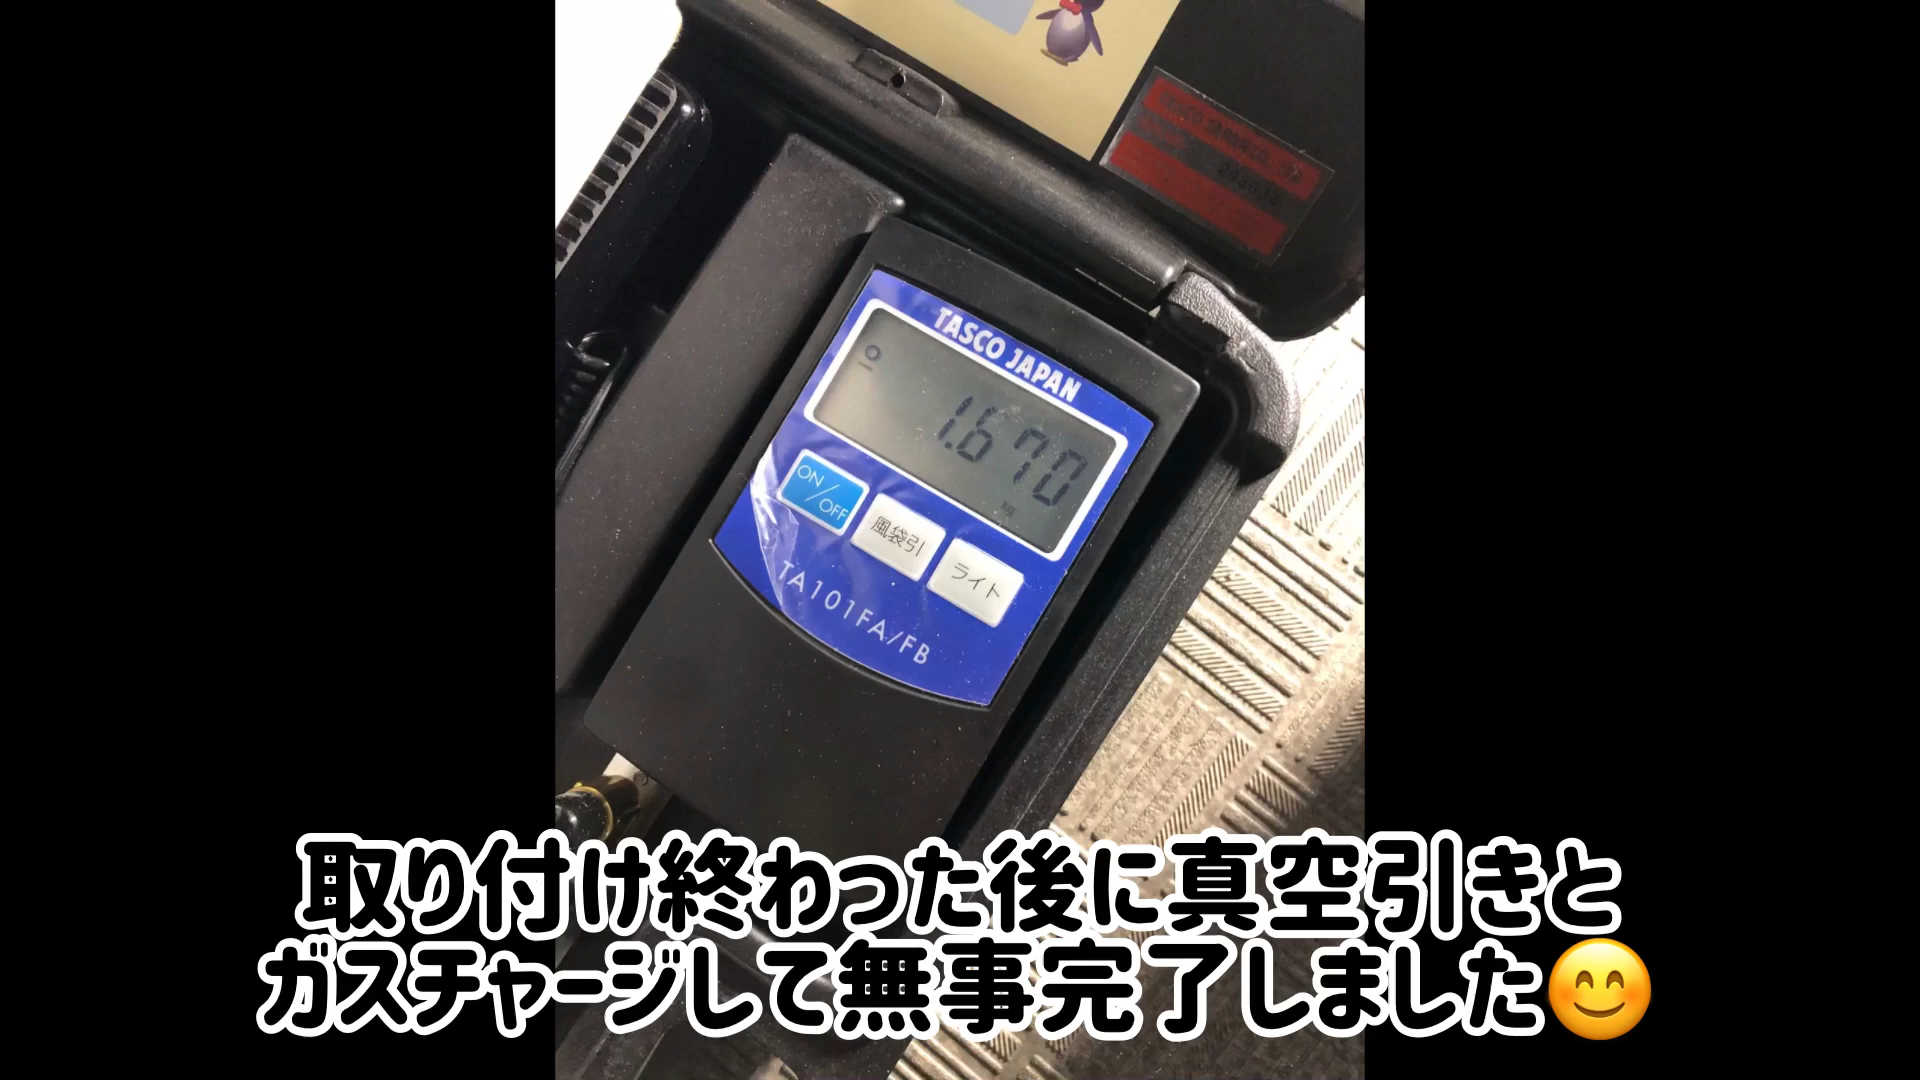 TASCO JAPAN
1.670
kg
ON/OFF
風袋引
ライト
TA101FA/FB
取り付け終わった後に真空引きと
ガスチャージして無事完了しました😊